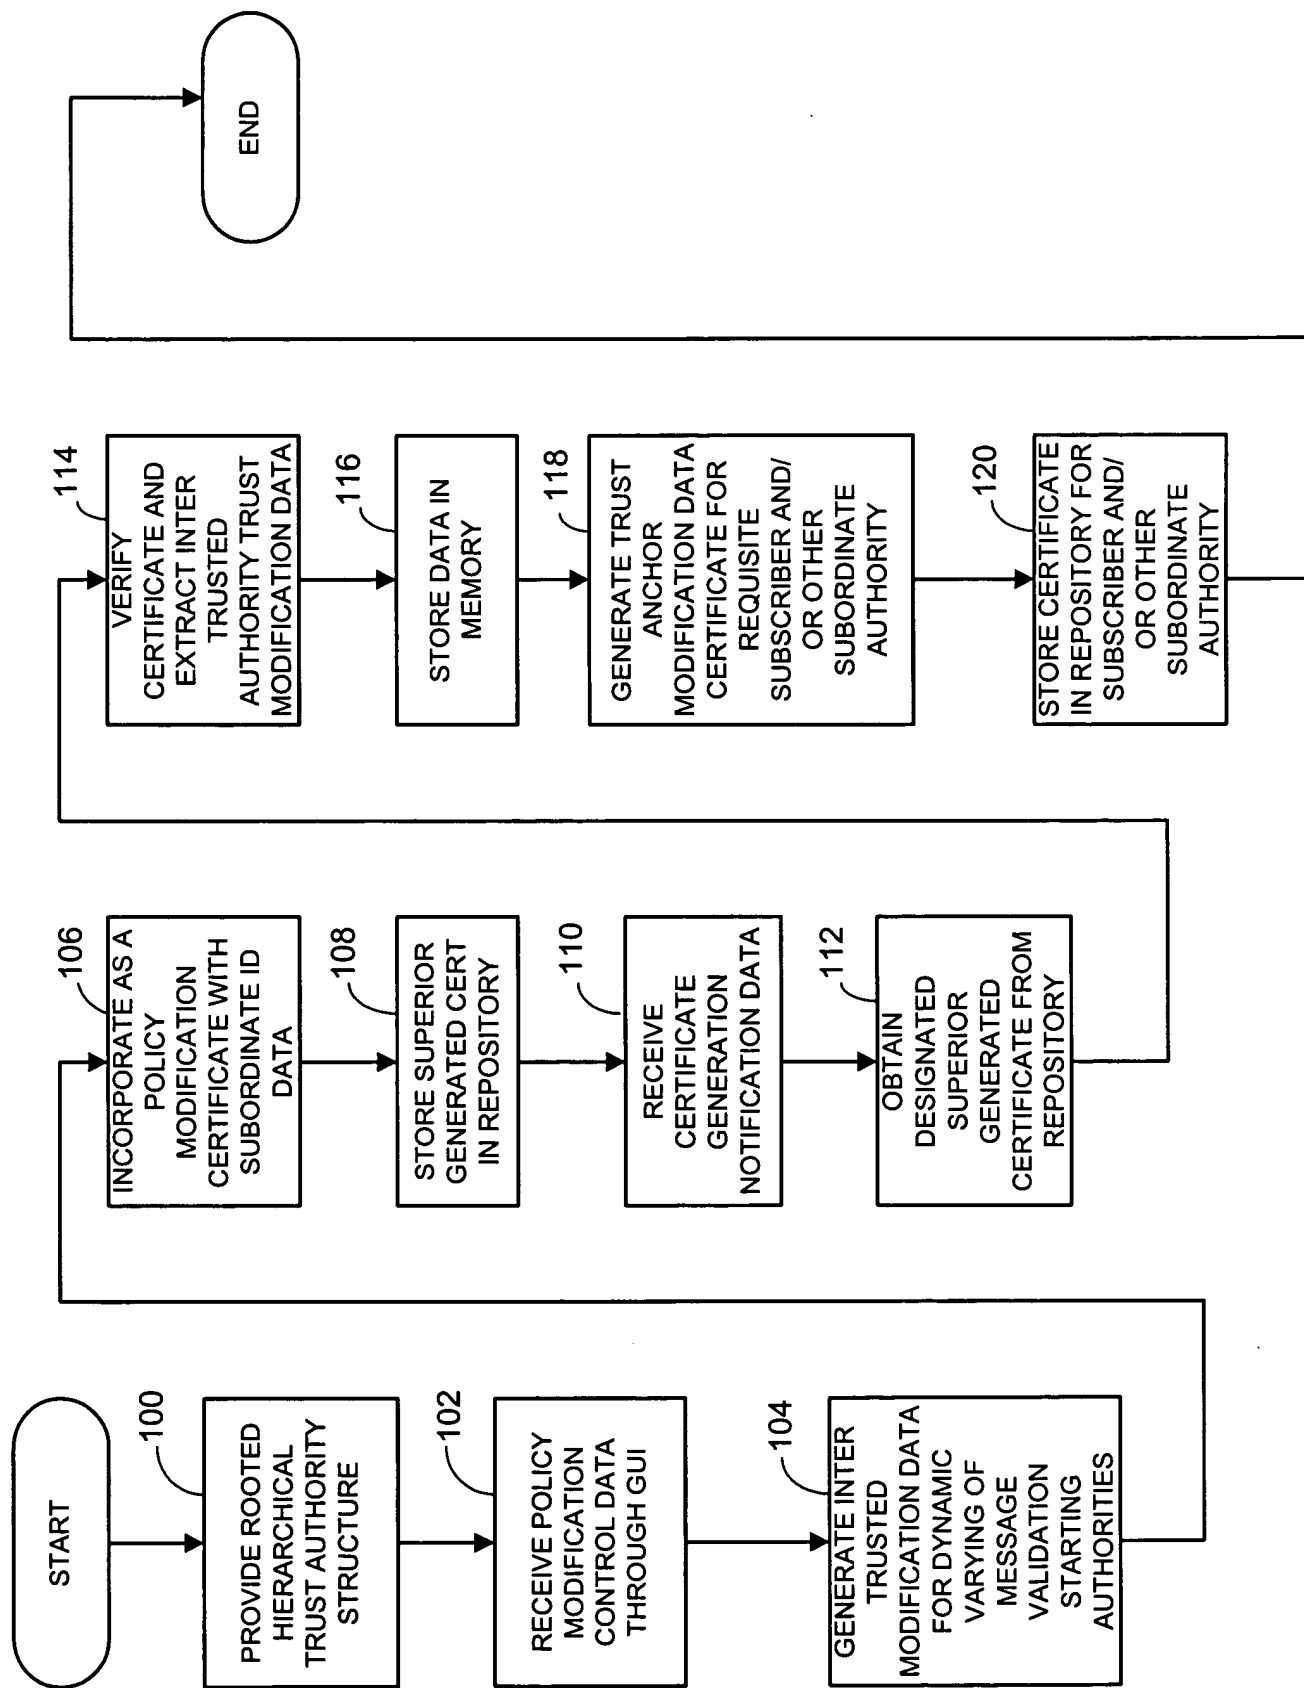 START
100
PROVIDE ROOTED
HIERARCHICAL
TRUST AUTHORITY
STRUCTURE
102
RECEIVE POLICY
MODIFICATION
CONTROL DATA
THROUGH GUI
104
GENERATE INTER
TRUSTED
MODIFICATION DATA
FOR DYNAMIC
VARYING OF
MESSAGE
VALIDATION
STARTING
AUTHORITIES
106
INCORPORATE AS A
POLICY
MODIFICATION
CERTIFICATE WITH
SUBORDINATE ID
DATA
108
STORE SUPERIOR
GENERATED CERT
IN REPOSITORY
110
RECEIVE
CERTIFICATE
GENERATION
NOTIFICATION DATA
112
OBTAIN
DESIGNATED
SUPERIOR
GENERATED
CERTIFICATE FROM
REPOSITORY
114
VERIFY
CERTIFICATE AND
EXTRACT INTER
TRUSTED
AUTHORITY TRUST
MODIFICATION DATA
116
STORE DATA IN
MEMORY
118
GENERATE TRUST
ANCHOR
MODIFICATION DATA
CERTIFICATE FOR
REQUISITE
SUBSCRIBER AND/
OR OTHER
SUBORDINATE
AUTHORITY
120
STORE CERTIFICATE
IN REPOSITORY FOR
SUBSCRIBER AND/
OR OTHER
SUBORDINATE
AUTHORITY
END